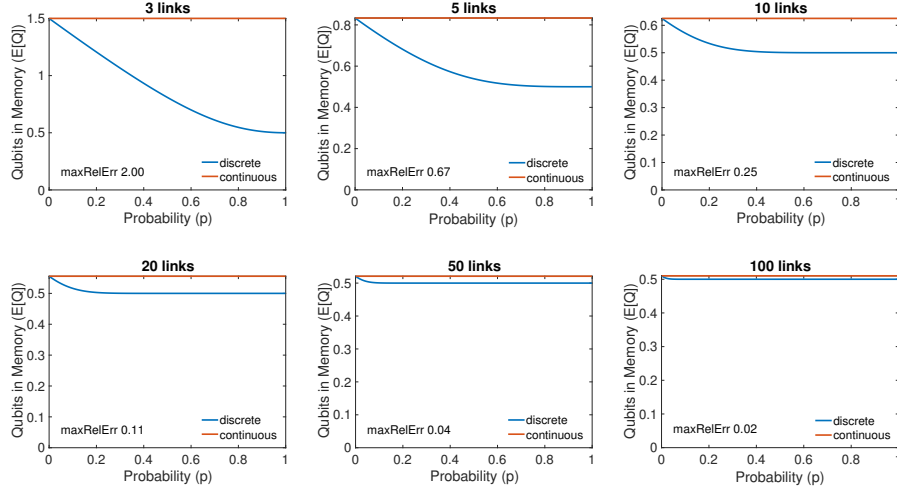 3 links
Qubits in Memory (E[Q])
1.5
1
0.5
0
maxRelErr 2.00
discrete
continuous
0 0.2 0.4 0.6 0.8 1
Probability (p)
5 links
Qubits in Memory (E[Q])
0.8
0.6
0.4
0.2
0
maxRelErr 0.67
discrete
continuous
0 0.2 0.4 0.6 0.8 1
Probability (p)
10 links
Qubits in Memory (E[Q])
0.6
0.5
0.4
0.3
0.2
0.1
0
maxRelErr 0.25
discrete
continuous
0 0.2 0.4 0.6 0.8 1
Probability (p)
20 links
Qubits in Memory (E[Q])
0.5
0.4
0.3
0.2
0.1
0
maxRelErr 0.11
discrete
continuous
0 0.2 0.4 0.6 0.8 1
Probability (p)
50 links
Qubits in Memory (E[Q])
0.5
0.4
0.3
0.2
0.1
0
maxRelErr 0.04
discrete
continuous
0 0.2 0.4 0.6 0.8 1
Probability (p)
100 links
Qubits in Memory (E[Q])
0.5
0.4
0.3
0.2
0.1
0
maxRelErr 0.02
discrete
continuous
0 0.2 0.4 0.6 0.8 1
Probability (p)